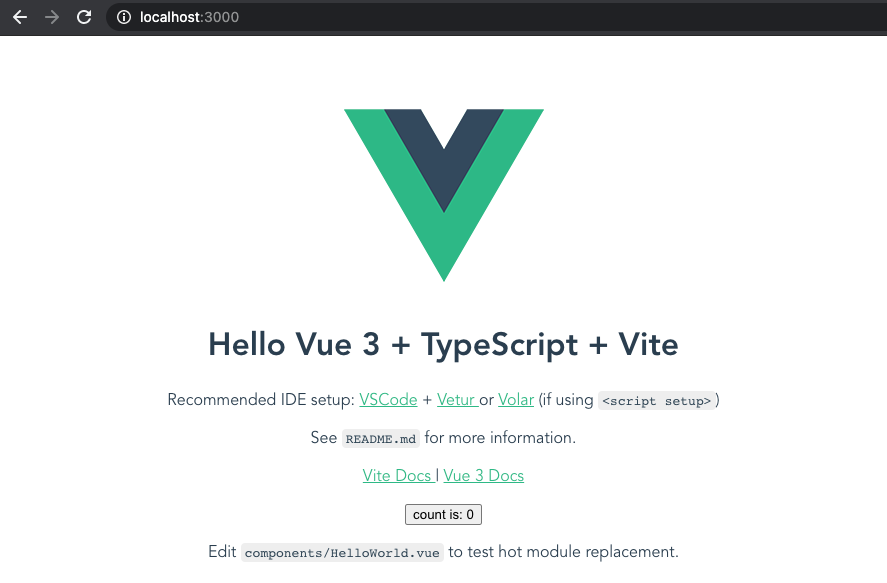 localhost:3000
Hello Vue 3 + TypeScript + Vite
Recommended IDE setup: VSCode + Vetur or Volar (if using <script setup>)
See README.md for more information.
Vite Docs | Vue 3 Docs
count is: 0
Edit components/HelloWorld.vue to test hot module replacement.